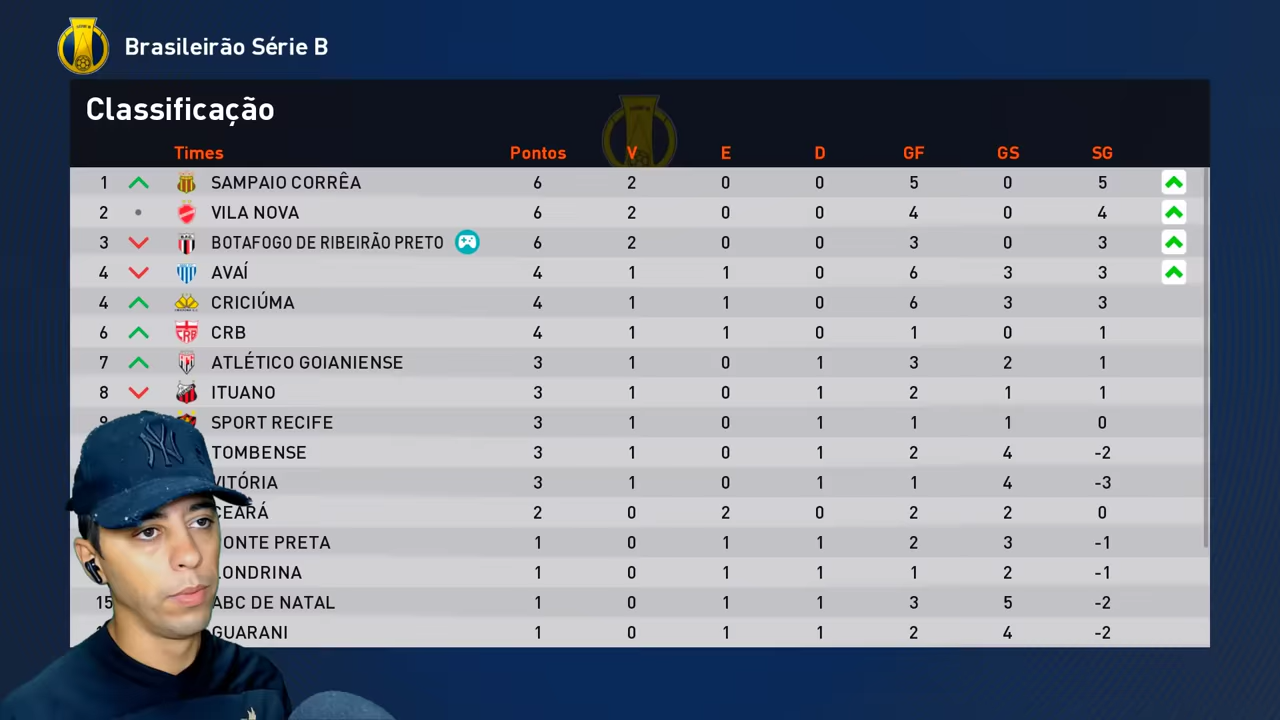 Brasileirão Série B
Classificação
Times Pontos V E D GF GS SG
1 SAMPAIO CORRÊA 6 2 0 0 5 0 5
2 VILA NOVA 6 2 0 0 4 0 4
3 BOTAFOGO DE RIBEIRÃO PRETO 6 2 0 0 3 0 3
4 AVAÍ 4 1 1 0 6 3 3
4 CRICIÚMA 4 1 1 0 6 3 3
6 CRB 4 1 1 0 1 0 1
7 ATLÉTICO GOIANIENSE 3 1 0 1 3 2 1
8 ITUANO 3 1 0 1 2 1 1
SPORT RECIFE 3 1 0 1 1 1 0
TOMBENSE 3 1 0 1 2 4 -2
VITÓRIA 3 1 0 1 1 4 -3
CEARÁ 2 0 2 0 2 2 0
PONTE PRETA 1 0 1 1 2 3 -1
LONDRINA 1 0 1 1 1 2 -1
15 ABC DE NATAL 1 0 1 1 3 5 -2
GUARANI 1 0 1 1 2 4 -2